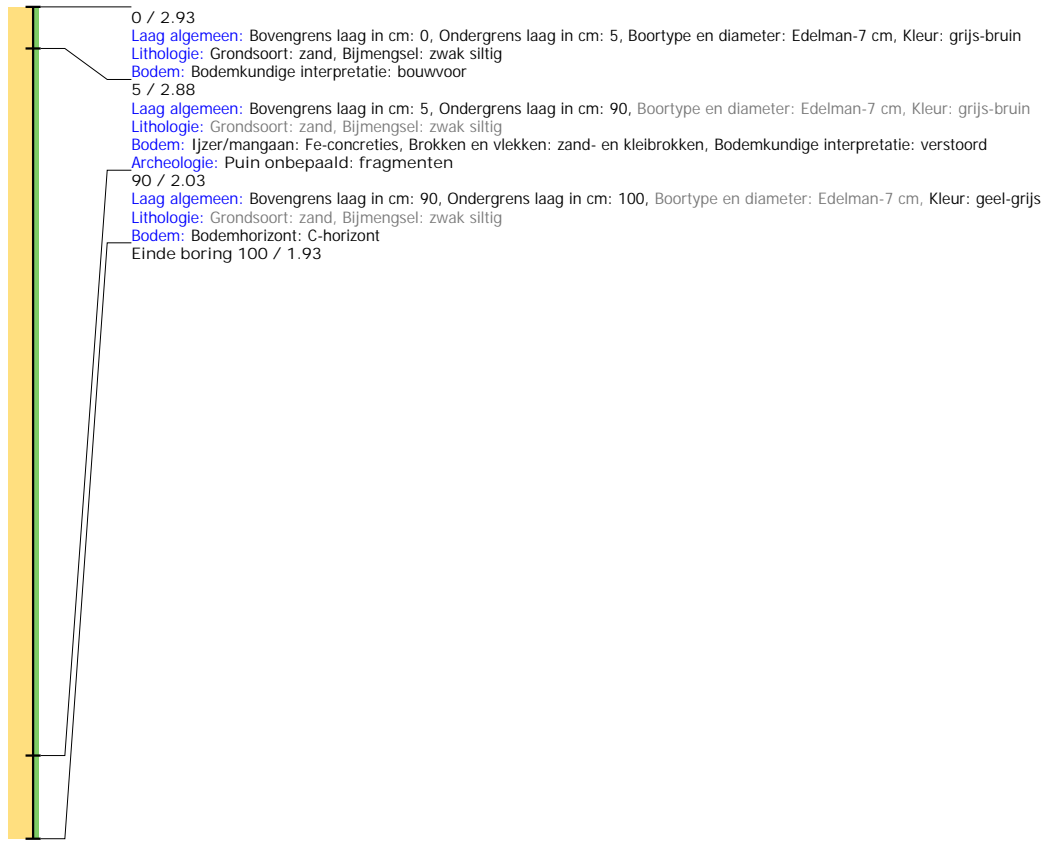 0 / 2.93
Laag algemeen: Bovengrens laag in cm: 0, Ondergrens laag in cm: 5, Boortype en diameter: Edelman-7 cm, Kleur: grijs-bruin
Lithologie: Grondsoort: zand, Bijmengsel: zwak siltig
Bodem: Bodemkundige interpretatie: bouwvoor
5 / 2.88
Laag algemeen: Bovengrens laag in cm: 5, Ondergrens laag in cm: 90, Boortype en diameter: Edelman-7 cm, Kleur: grijs-bruin
Lithologie: Grondsoort: zand, Bijmengsel: zwak siltig
Bodem: Ijzer/mangaan: Fe-concreties, Brokken en vlekken: zand- en kleibrokken, Bodemkundige interpretatie: verstoord
Archeologie: Puin onbepaald: fragmenten
90 / 2.03
Laag algemeen: Bovengrens laag in cm: 90, Ondergrens laag in cm: 100, Boortype en diameter: Edelman-7 cm, Kleur: geel-grijs
Lithologie: Grondsoort: zand, Bijmengsel: zwak siltig
Bodem: Bodemhorizont: C-horizont
Einde boring 100 / 1.93